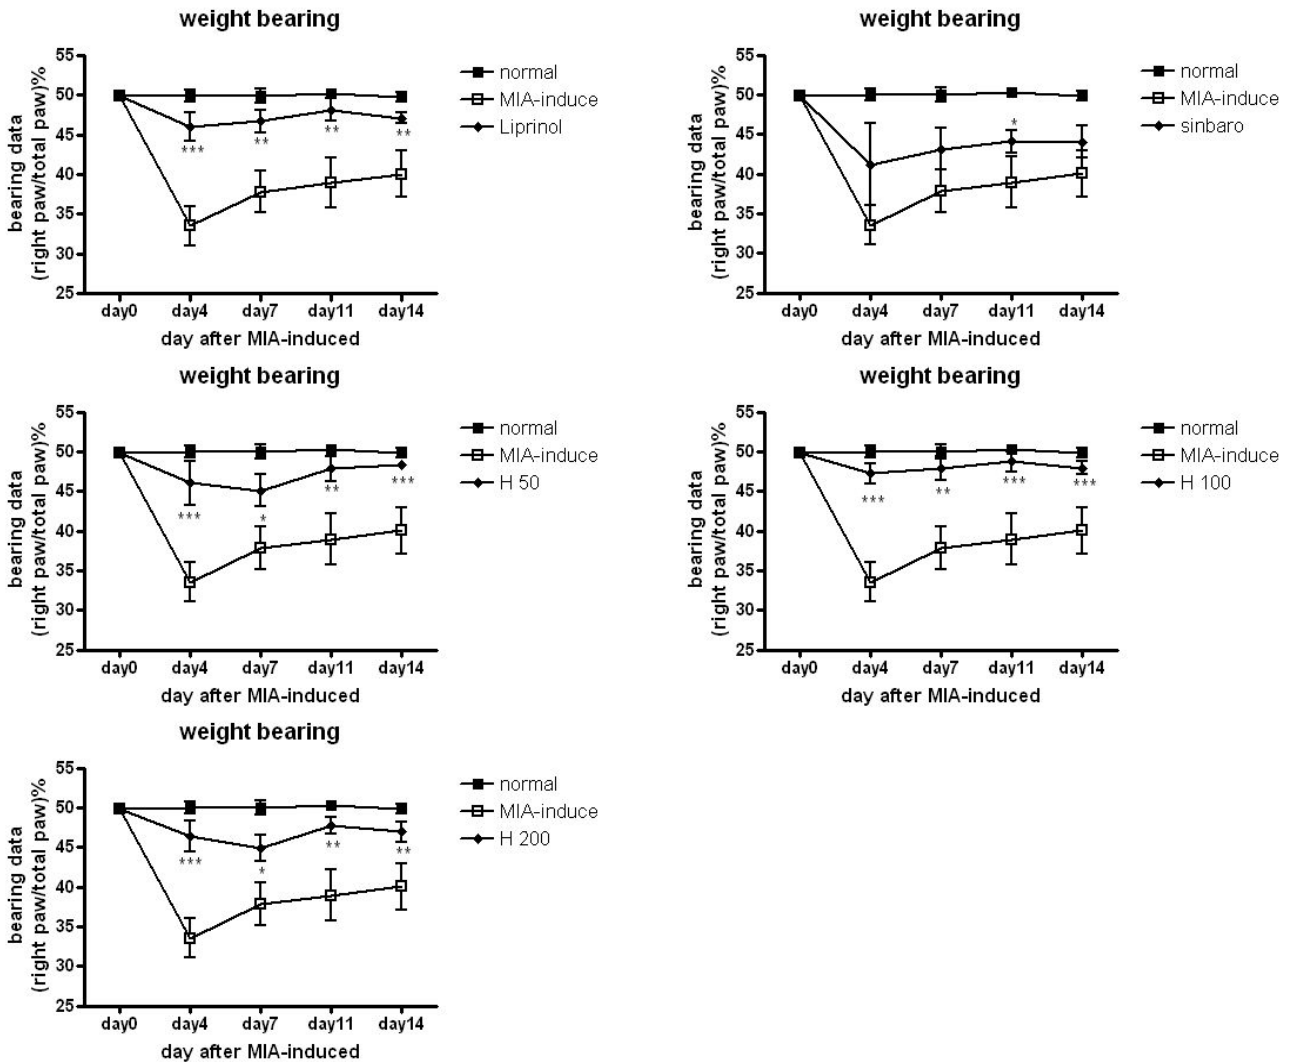 weight bearing
55
50
45
40
35
30
25
bearing data
(right paw/total paw)%
normal
MIA-induce
Liprinol
***
**
**
**
day0 day4 day7 day11 day14
day after MIA-induced
weight bearing
55
50
45
40
35
30
25
bearing data
(right paw/total paw)%
normal
MIA-induce
sinbaro
*
day0 day4 day7 day11 day14
day after MIA-induced
weight bearing
55
50
45
40
35
30
25
bearing data
(right paw/total paw)%
normal
MIA-induce
H 50
***
*
**
***
day0 day4 day7 day11 day14
day after MIA-induced
weight bearing
55
50
45
40
35
30
25
bearing data
(right paw/total paw)%
normal
MIA-induce
H 100
***
**
***
***
day0 day4 day7 day11 day14
day after MIA-induced
weight bearing
55
50
45
40
35
30
25
bearing data
(right paw/total paw)%
normal
MIA-induce
H 200
***
*
**
**
day0 day4 day7 day11 day14
day after MIA-induced